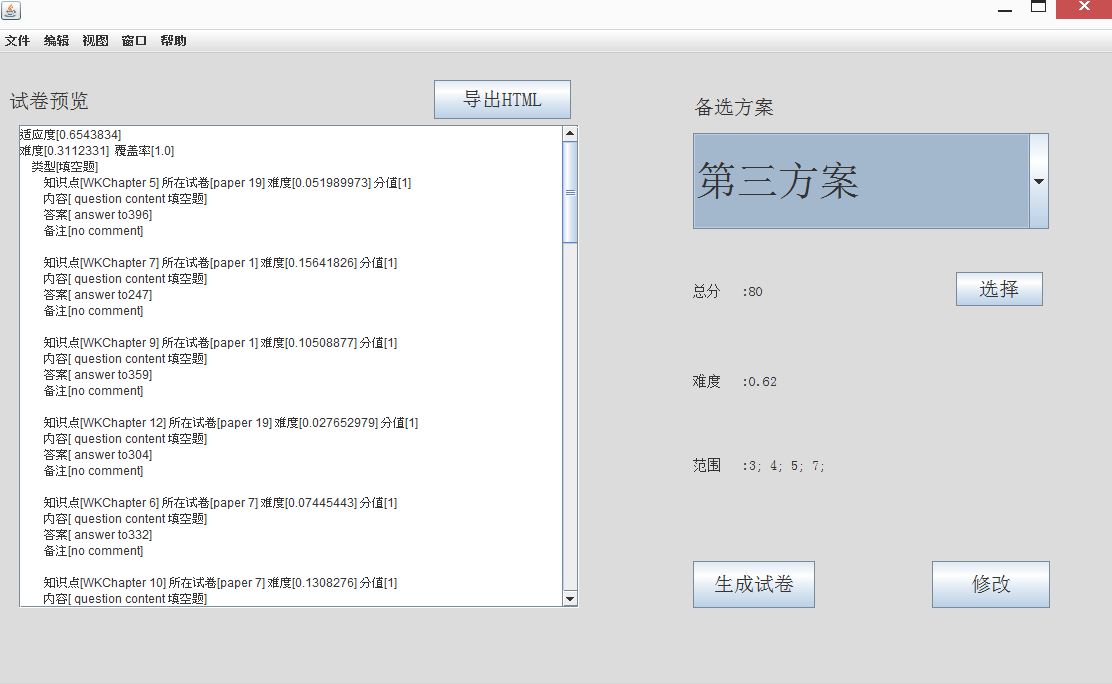 文件 编辑 视图 窗口 帮助
试卷预览
导出HTML
适应度[0.6543834]
难度[0.3112331] 覆盖率[1.0]
类型[填空题]
知识点[WKChapter 5] 所在试卷[paper 19] 难度[0.051989973] 分值[1]
内容[ question content 填空题]
答案[ answer to396]
备注[no comment]
知识点[WKChapter 7] 所在试卷[paper 1] 难度[0.15641826] 分值[1]
内容[ question content 填空题]
答案[ answer to247]
备注[no comment]
知识点[WKChapter 9] 所在试卷[paper 1] 难度[0.10508877] 分值[1]
内容[ question content 填空题]
答案[ answer to359]
备注[no comment]
知识点[WKChapter 12] 所在试卷[paper 19] 难度[0.027652979] 分值[1]
内容[ question content 填空题]
答案[ answer to304]
备注[no comment]
知识点[WKChapter 6] 所在试卷[paper 7] 难度[0.07445443] 分值[1]
内容[ question content 填空题]
答案[ answer to332]
备注[no comment]
知识点[WKChapter 10] 所在试卷[paper 7] 难度[0.1308276] 分值[1]
内容[ question content 填空题]
备选方案
第三方案
总分 :80
选择
难度 :0.62
范围 :3; 4; 5; 7;
生成试卷
修改